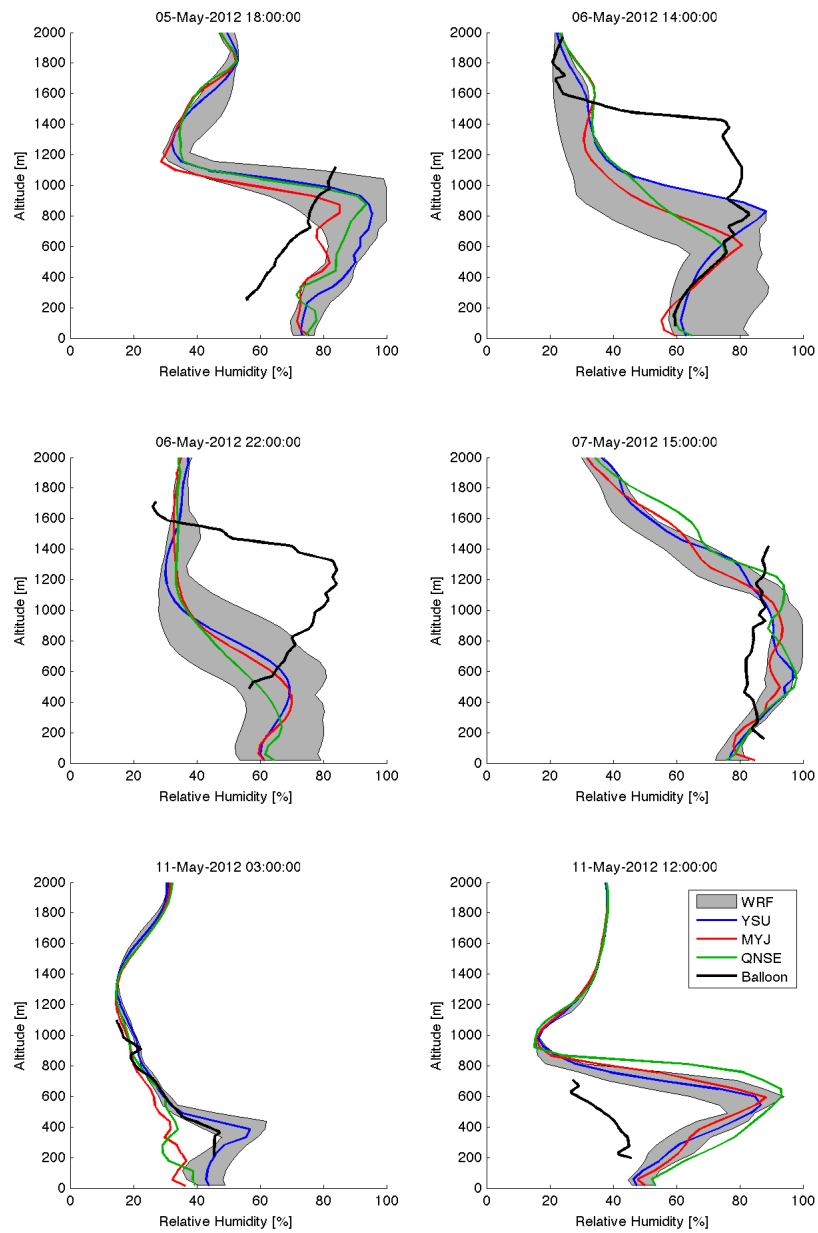 05-May-2012 18:00:00
2000
1800
1600
1400
1200
1000
800
600
400
200
0
Altitude [m]
0 20 40 60 80 100
Relative Humidity [%]
06-May-2012 14:00:00
2000
1800
1600
1400
1200
1000
800
600
400
200
0
Altitude [m]
0 20 40 60 80 100
Relative Humidity [%]
06-May-2012 22:00:00
2000
1800
1600
1400
1200
1000
800
600
400
200
0
Altitude [m]
0 20 40 60 80 100
Relative Humidity [%]
07-May-2012 15:00:00
2000
1800
1600
1400
1200
1000
800
600
400
200
0
Altitude [m]
0 20 40 60 80 100
Relative Humidity [%]
11-May-2012 03:00:00
2000
1800
1600
1400
1200
1000
800
600
400
200
0
Altitude [m]
0 20 40 60 80 100
Relative Humidity [%]
11-May-2012 12:00:00
2000
1800
1600
1400
1200
1000
800
600
400
200
0
Altitude [m]
WRF
YSU
MYJ
QNSE
Balloon
0 20 40 60 80 100
Relative Humidity [%]